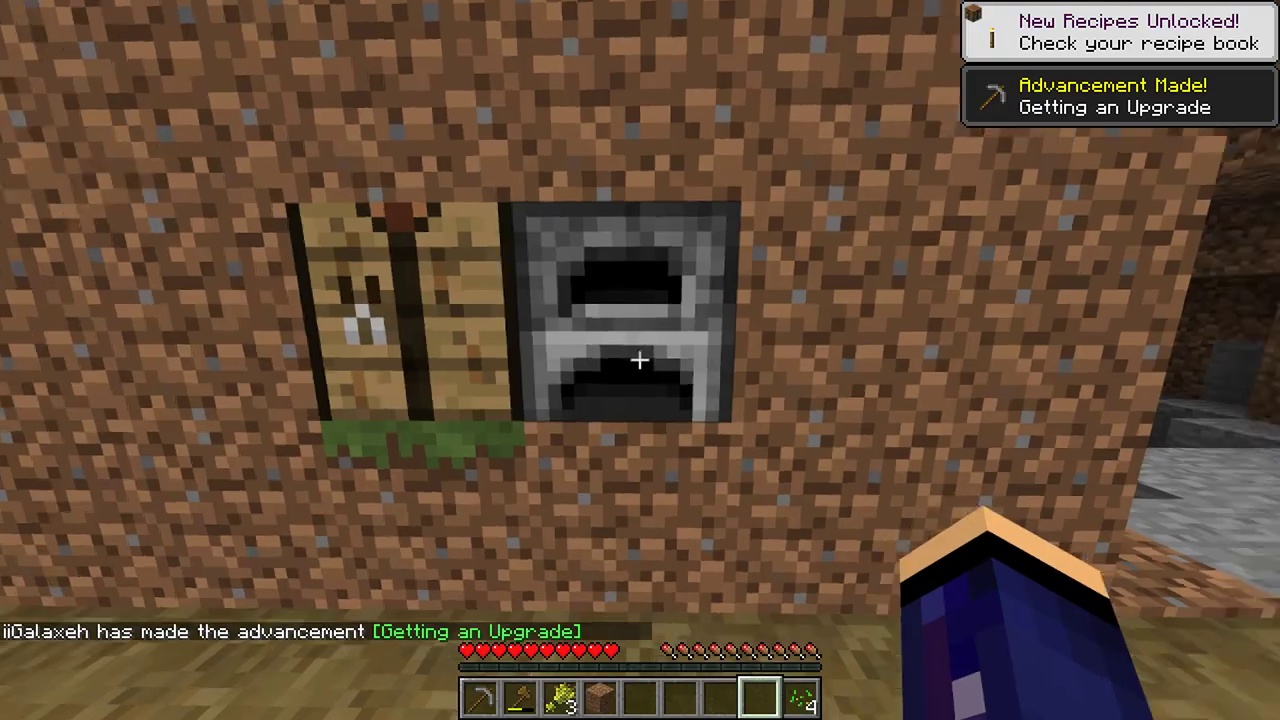 New Recipes Unlocked!
Check your recipe book
Advancement Made!
Getting an Upgrade
iiGalaxeh has made the advancement [Getting an Upgrade]
3
4